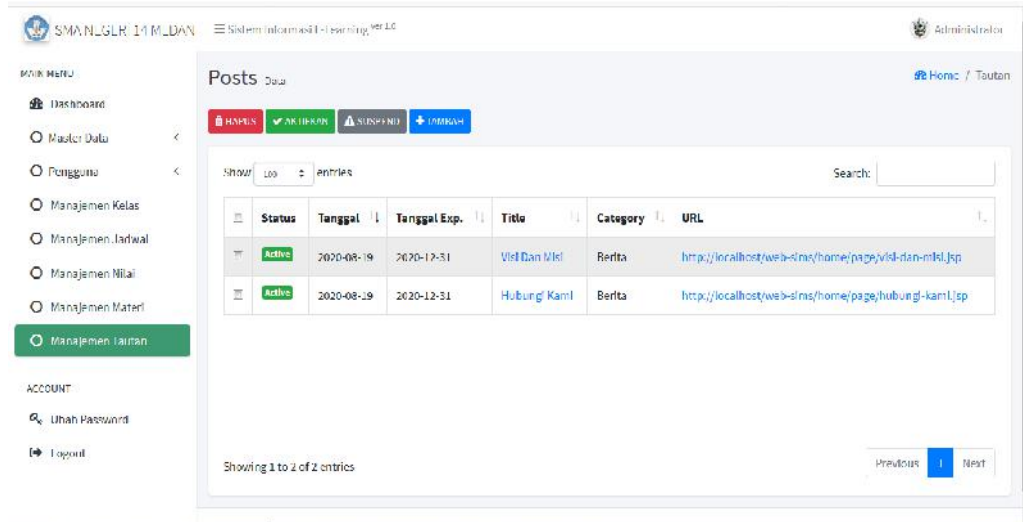 SMA NEGERI 14 MEDAN
Sistem Informasi E-Learning ver 1.0
Administrator
MAIN MENU
Dashboard
Master Data
Pengguna
Manajemen Kelas
Manajemen Jadwal
Manajemen Nilai
Manajemen Materi
Manajemen Tautan
ACCOUNT
Ubah Password
Logout
Posts Data
Home / Tautan
HAPUS AKTIFKAN SUSPEND TAMBAH
Show 100 entries Search:
Status Tanggal Tanggal Exp. Title Category URL
Active 2020-08-19 2020-12-31 Visi Dan Misi Berita http://localhost/web-sims/home/page/visi-dan-misi.jsp
Active 2020-08-19 2020-12-31 Hubungi Kami Berita http://localhost/web-sims/home/page/hubungi-kami.jsp
Showing 1 to 2 of 2 entries
Previous 1 Next